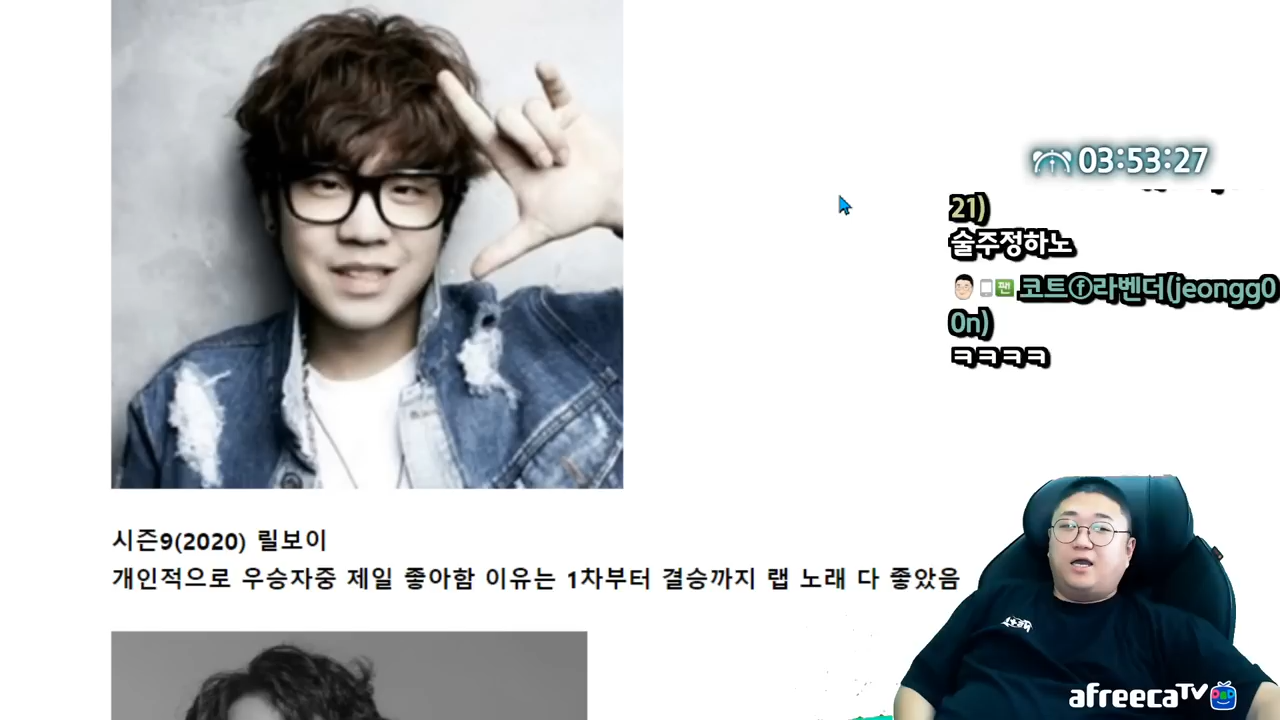 03:53:27
21)
술주정하노
팬 코트ⓕ라벤더(jeongg0
0n)
ㅋㅋㅋㅋ
시즌9(2020) 릴보이
개인적으로 우승자중 제일 좋아함 이유는 1차부터 결승까지 랩 노래 다 좋았음
afreecaTV